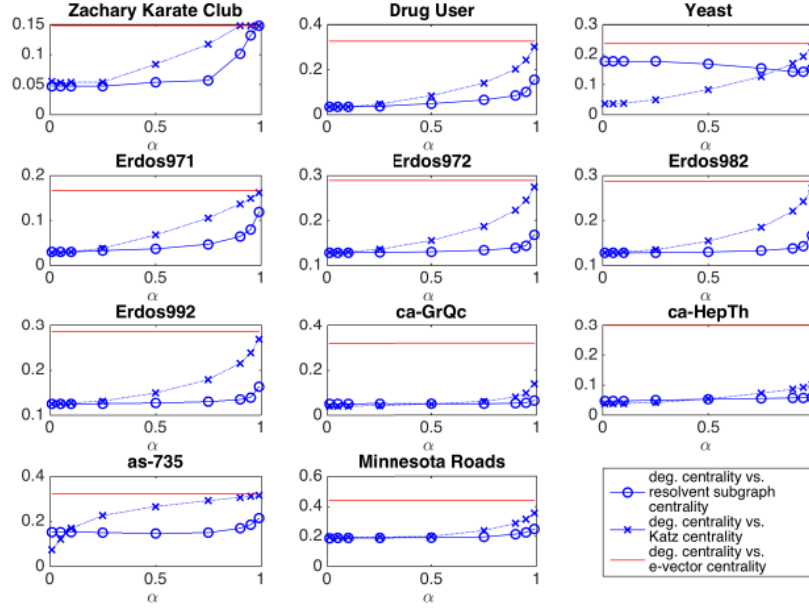 Zachary Karate Club
0.15
0.1
0.05
0
0 0.5 1
α
Drug User
0.4
0.2
0
0 0.5 1
α
Yeast
0.3
0.2
0.1
0
0 0.5
α
Erdos971
0.2
0.1
0
0 0.5 1
α
Erdos972
0.3
0.2
0.1
0 0.5 1
α
Erdos982
0.3
0.2
0.1
0 0.5
α
Erdos992
0.3
0.2
0.1
0 0.5 1
α
ca-GrQc
0.4
0.2
0
0 0.5 1
α
ca-HepTh
0.3
0.2
0.1
0
0 0.5
α
as-735
0.4
0.2
0
0 0.5 1
α
Minnesota Roads
0.6
0.4
0.2
0
0 0.5 1
α
deg. centrality vs.
resolvent subgraph
centrality
deg. centrality vs.
Katz centrality
deg. centrality vs.
e-vector centrality